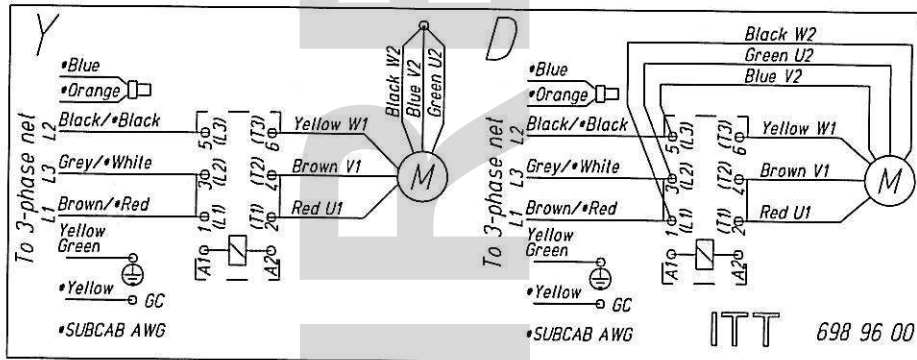 Y
*Blue
*Orange
Black/*Black
L2
Grey/*White
L3
Brown/*Red
L1
To 3-phase net
Yellow
Green
*Yellow
GC
*SUBCAB AWG
5 (L3)
3 (L2)
1 (L1)
(T3) 6
(T2) 4
(T1) 2
A1
A2
Yellow W1
Brown V1
Red U1
Black W2
Blue V2
Green U2
M
D
*Blue
*Orange
Black/*Black
L2
Grey/*White
L3
Brown/*Red
L1
To 3-phase net
Yellow
Green
*Yellow
GC
*SUBCAB AWG
5 (L3)
3 (L2)
1 (L1)
(T3) 6
(T2) 4
(T1) 2
A1
A2
Yellow W1
Brown V1
Red U1
Black W2
Green U2
Blue V2
M
ITT
698 96 00